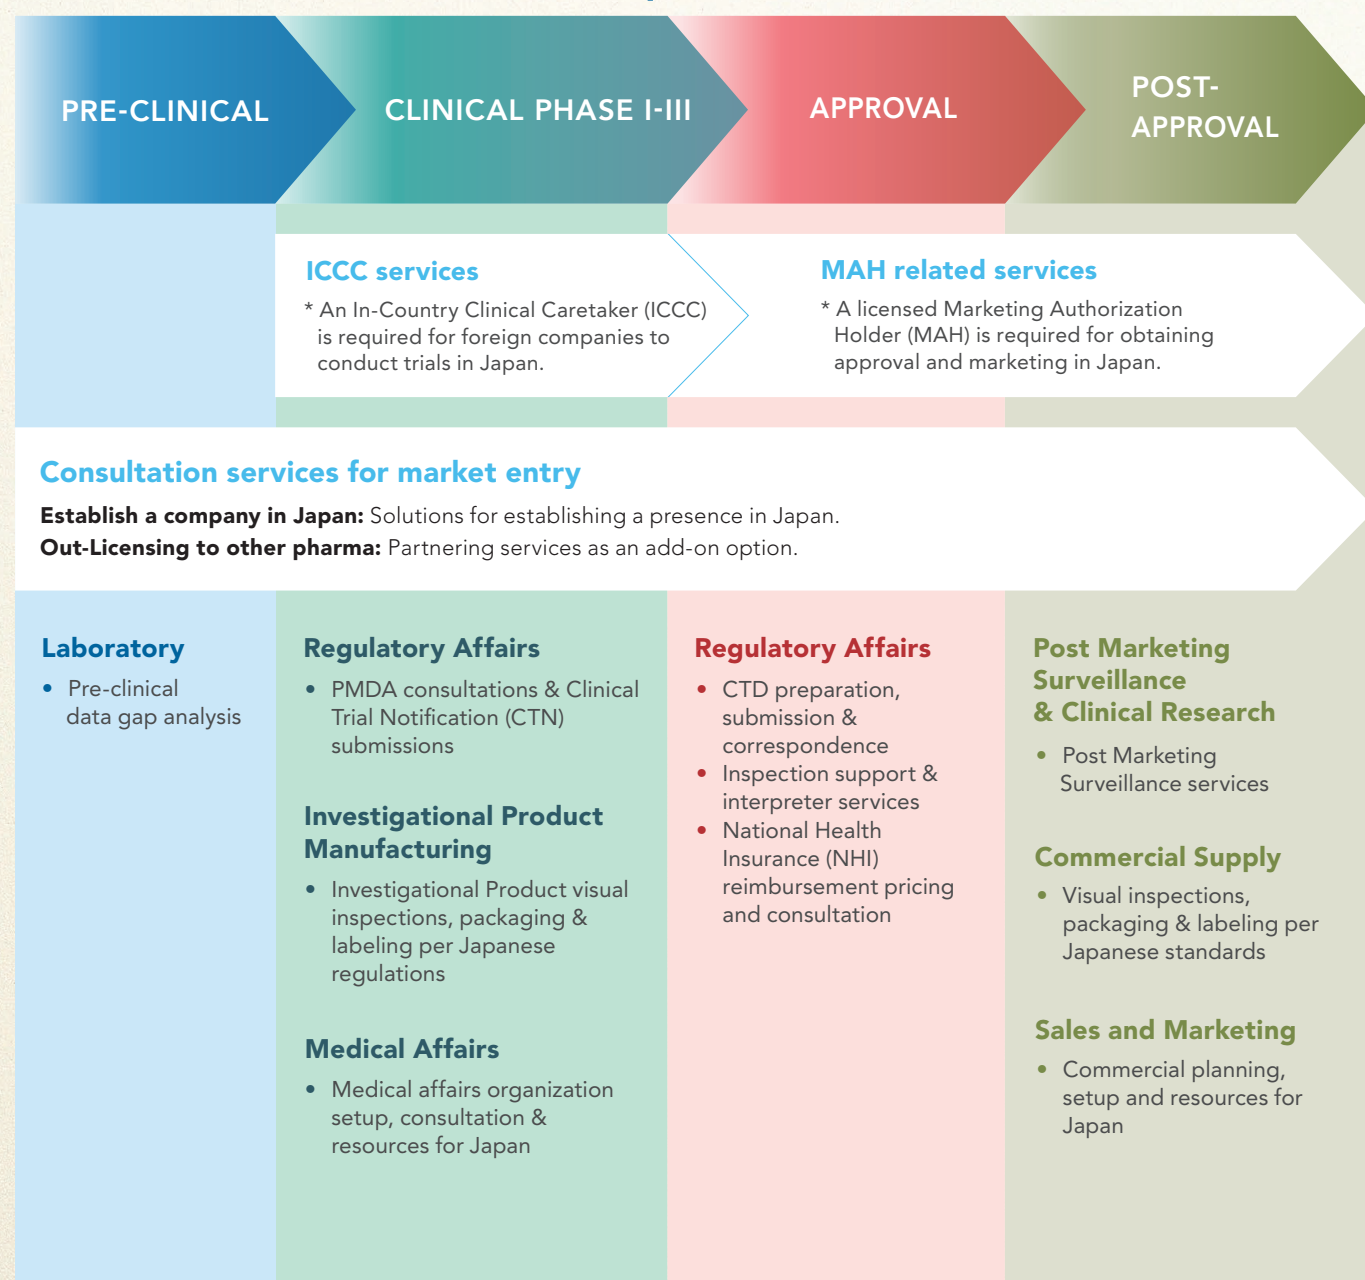 PRE-CLINICAL
CLINICAL PHASE I-III
APPROVAL
POST-
APPROVAL
ICCC services
* An In-Country Clinical Caretaker (ICCC)
is required for foreign companies to
conduct trials in Japan.
MAH related services
* A licensed Marketing Authorization
Holder (MAH) is required for obtaining
approval and marketing in Japan.
Consultation services for market entry
Establish a company in Japan: Solutions for establishing a presence in Japan.
Out-Licensing to other pharma: Partnering services as an add-on option.
Laboratory
• Pre-clinical
data gap analysis
Regulatory Affairs
• PMDA consultations & Clinical
Trial Notification (CTN)
submissions
Investigational Product
Manufacturing
• Investigational Product visual
inspections, packaging &
labeling per Japanese
regulations
Medical Affairs
• Medical affairs organization
setup, consultation &
resources for Japan
Regulatory Affairs
• CTD preparation,
submission &
correspondence
• Inspection support &
interpreter services
• National Health
Insurance (NHI)
reimbursement pricing
and consultation
Post Marketing
Surveillance
& Clinical Research
• Post Marketing
Surveillance services
Commercial Supply
• Visual inspections,
packaging & labeling per
Japanese standards
Sales and Marketing
• Commercial planning,
setup and resources for
Japan